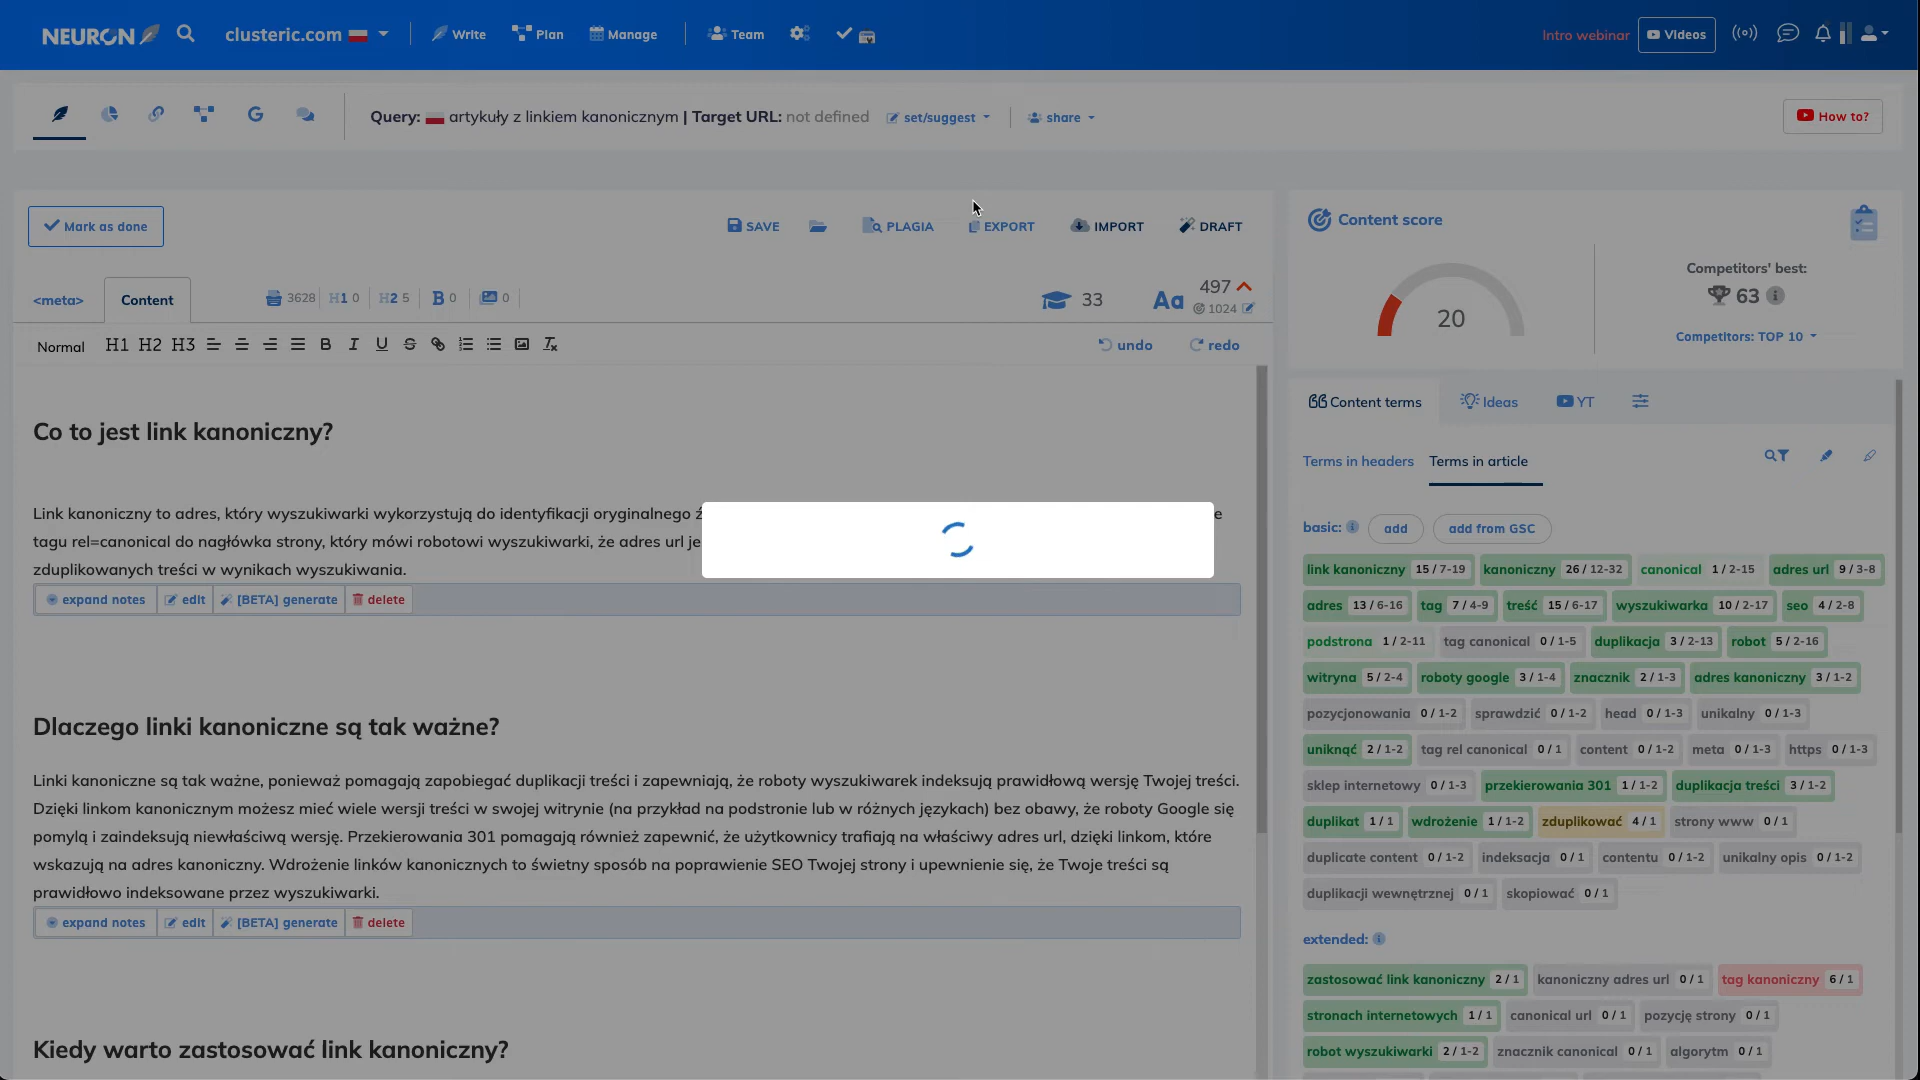 NEURON
clusteric.com
Write
Plan
Manage
Team
Intro webinar
Videos
Query: artykuły z linkiem kanonicznym | Target URL: not defined
set/suggest
share
How to?
Mark as done
SAVE
PLAGIA
EXPORT
IMPORT
DRAFT
<meta>
Content
3628
H1 0
H2 5
B 0
0
33
Aa
497
1024
Normal
H1 H2 H3
B I U S
undo
redo
Co to jest link kanoniczny?
Link kanoniczny to adres, który wyszukiwarki wykorzystują do identyfikacji oryginalnego
tagu rel=canonical do nagłówka strony, który mówi robotowi wyszukiwarki, że adres url
zduplikowanych treści w wynikach wyszukiwania.
expand notes
edit
[BETA] generate
delete
Dlaczego linki kanoniczne są tak ważne?
Linki kanoniczne są tak ważne, ponieważ pomagają zapobiegać duplikacji treści i zapewniają, że roboty wyszukiwarek indeksują prawidłową wersję Twojej treści.
Dzięki linkom kanonicznym możesz mieć wiele wersji treści w swojej witrynie (na przykład na podstronie lub w różnych językach) bez obawy, że roboty Google się
pomylą i zaindeksują niewłaściwą wersję. Przekierowania 301 pomagają również zapewnić, że użytkownicy trafiają na właściwy adres url, dzięki linkom, które
wskazują na adres kanoniczny. Wdrożenie linków kanonicznych to świetny sposób na poprawienie SEO Twojej strony i upewnienie się, że Twoje treści są
prawidłowo indeksowane przez wyszukiwarki.
expand notes
edit
[BETA] generate
delete
Kiedy warto zastosować link kanoniczny?
Content score
20
Competitors' best:
63
Competitors: TOP 10
Content terms
Ideas
YT
Terms in headers
Terms in article
basic:
add
add from GSC
link kanoniczny 15 / 7-19
kanoniczny 26 / 12-32
canonical 1 / 2-15
adres url 9 / 3-8
adres 13 / 6-16
tag 7 / 4-9
treść 15 / 6-17
wyszukiwarka 10 / 2-17
seo 4 / 2-8
podstrona 1 / 2-11
tag canonical 0 / 1-5
duplikacja 3 / 2-13
robot 5 / 2-16
witryna 5 / 2-4
roboty google 3 / 1-4
znacznik 2 / 1-3
adres kanoniczny 3 / 1-2
pozycjonowania 0 / 1-2
sprawdzić 0 / 1-2
head 0 / 1-3
unikalny 0 / 1-3
uniknąć 2 / 1-2
tag rel canonical 0 / 1
content 0 / 1-2
meta 0 / 1-3
https 0 / 1-3
sklep internetowy 0 / 1-3
przekierowania 301 1 / 1-2
duplikacja treści 3 / 1-2
duplikat 1 / 1
wdrożenie 1 / 1-2
zduplikować 4 / 1
strony www 0 / 1
duplicate content 0 / 1-2
indeksacja 0 / 1
contentu 0 / 1-2
unikalny opis 0 / 1-2
duplikacji wewnętrznej 0 / 1
skopiować 0 / 1
extended:
zastosować link kanoniczny 2 / 1
kanoniczny adres url 0 / 1
tag kanoniczny 6 / 1
stronach internetowych 1 / 1
canonical url 0 / 1
pozycję strony 0 / 1
robot wyszukiwarki 2 / 1-2
znacznik canonical 0 / 1
algorytm 0 / 1